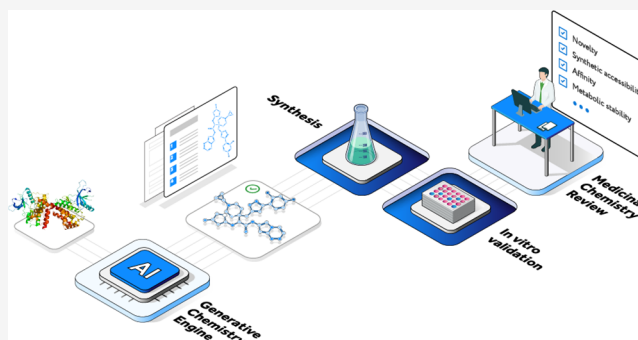 Novelty
Synthetic accessibility
Affinity
Metabolic stability
Synthesis
Medicinal
Chemistry
Review
In vitro
validation
AI
Generative
Chemistry
Engine